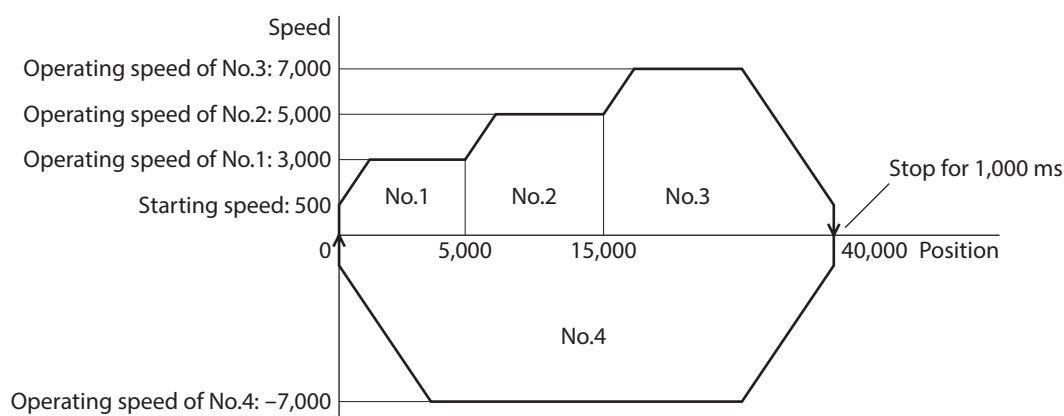 Speed
Operating speed of No.3: 7,000
Operating speed of No.2: 5,000
Operating speed of No.1: 3,000
Stop for 1,000 ms
No.1
No.2
No.3
Starting speed: 500
0
5,000
15,000
40,000 Position
No.4
Operating speed of No.4: –7,000